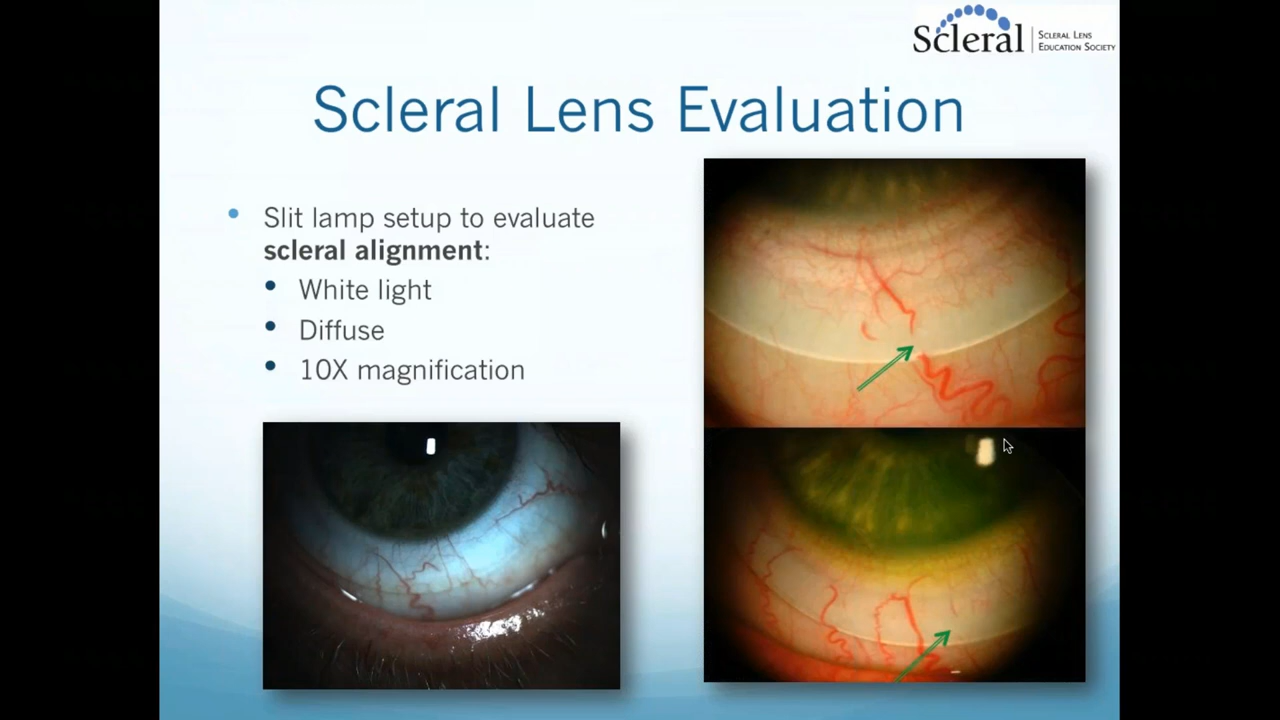 Scleral
SCLERAL LENS
EDUCATION SOCIETY
Scleral Lens Evaluation
Slit lamp setup to evaluate
scleral alignment:
White light
Diffuse
10X magnification